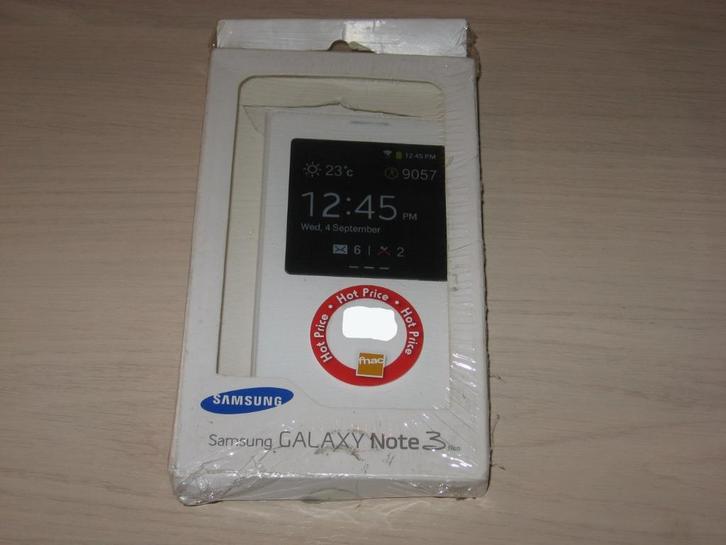 12:45 PM
23°c
9057
12:45 PM
Wed, 4 September
6 | 2
Hot Price • Hot Price • Hot Price
fnac
SAMSUNG
Samsung GALAXY Note 3 Neo